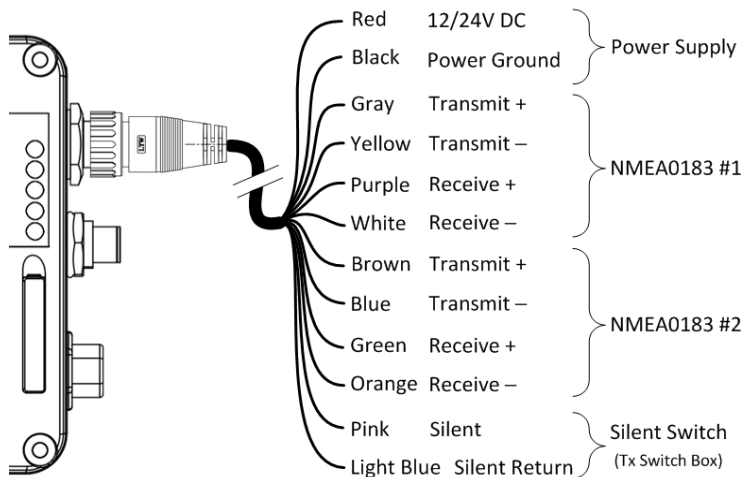 Red 12/24V DC
Black Power Ground
Power Supply
Gray Transmit +
Yellow Transmit –
Purple Receive +
White Receive –
NMEA0183 #1
Brown Transmit +
Blue Transmit –
Green Receive +
Orange Receive –
NMEA0183 #2
Pink Silent
Light Blue Silent Return
Silent Switch
(Tx Switch Box)
LTW